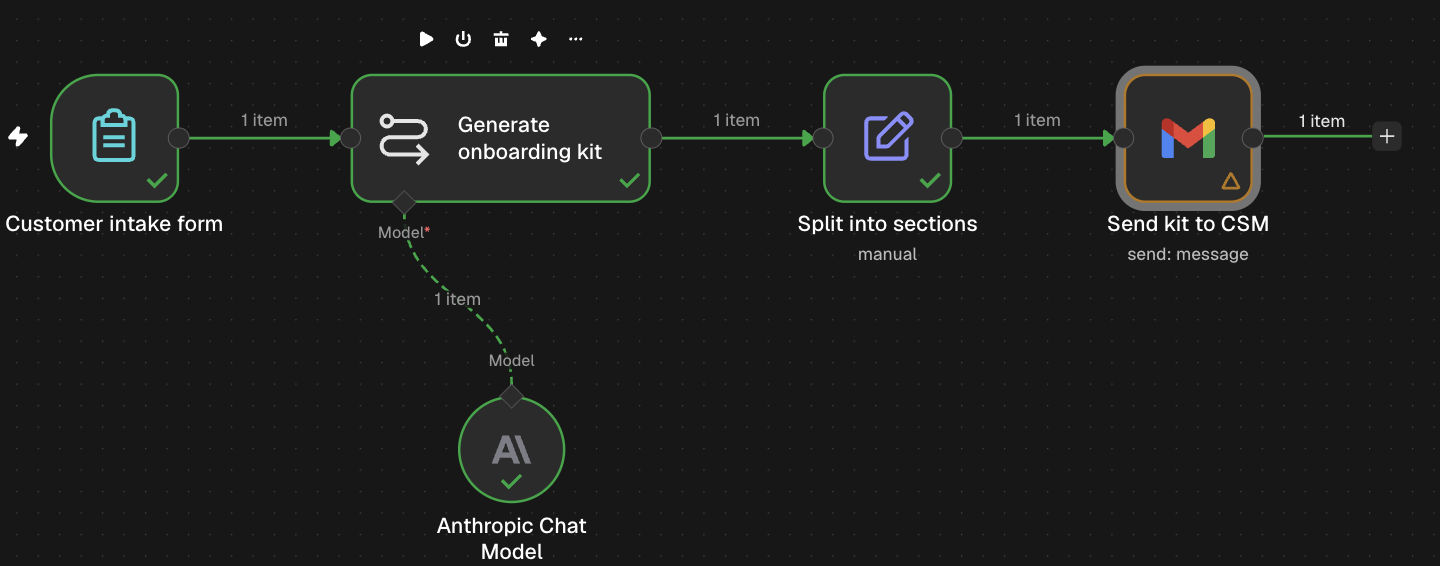 1 item
1 item
1 item
1 item
Generate
onboarding kit
Customer intake form
Model*
Split into sections
manual
Send kit to CSM
send: message
1 item
Model
Anthropic Chat
Model